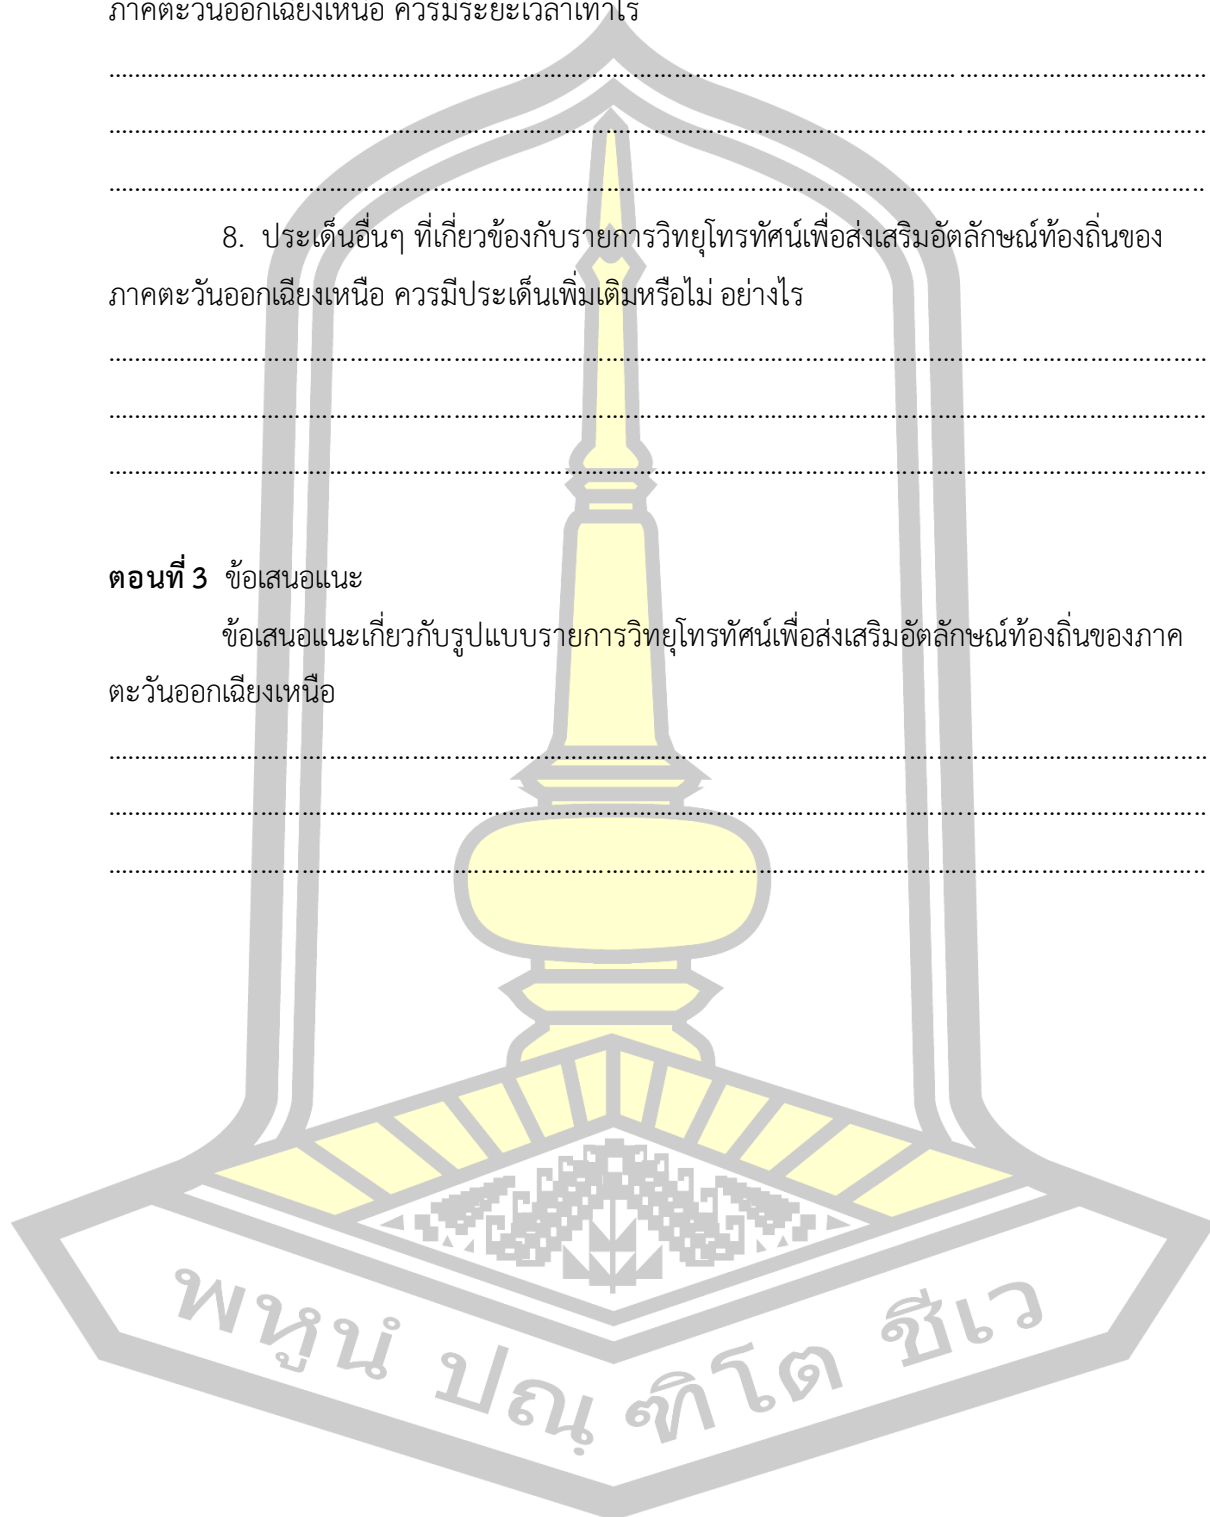 ภาคตะวันออกเฉียงเหนือ ควรมีระยะเวลาเท่าไร
8. ประเด็นอื่นๆ ที่เกี่ยวข้องกับรายการวิทยุโทรทัศน์เพื่อส่งเสริมอัตลักษณ์ท้องถิ่นของ
ภาคตะวันออกเฉียงเหนือ ควรมีประเด็นเพิ่มเติมหรือไม่ อย่างไร
ตอนที่ 3 ข้อเสนอแนะ
ข้อเสนอแนะเกี่ยวกับรูปแบบรายการวิทยุโทรทัศน์เพื่อส่งเสริมอัตลักษณ์ท้องถิ่นของภาค
ตะวันออกเฉียงเหนือ
พหูนํ ปณฺฑิโต ชีเว